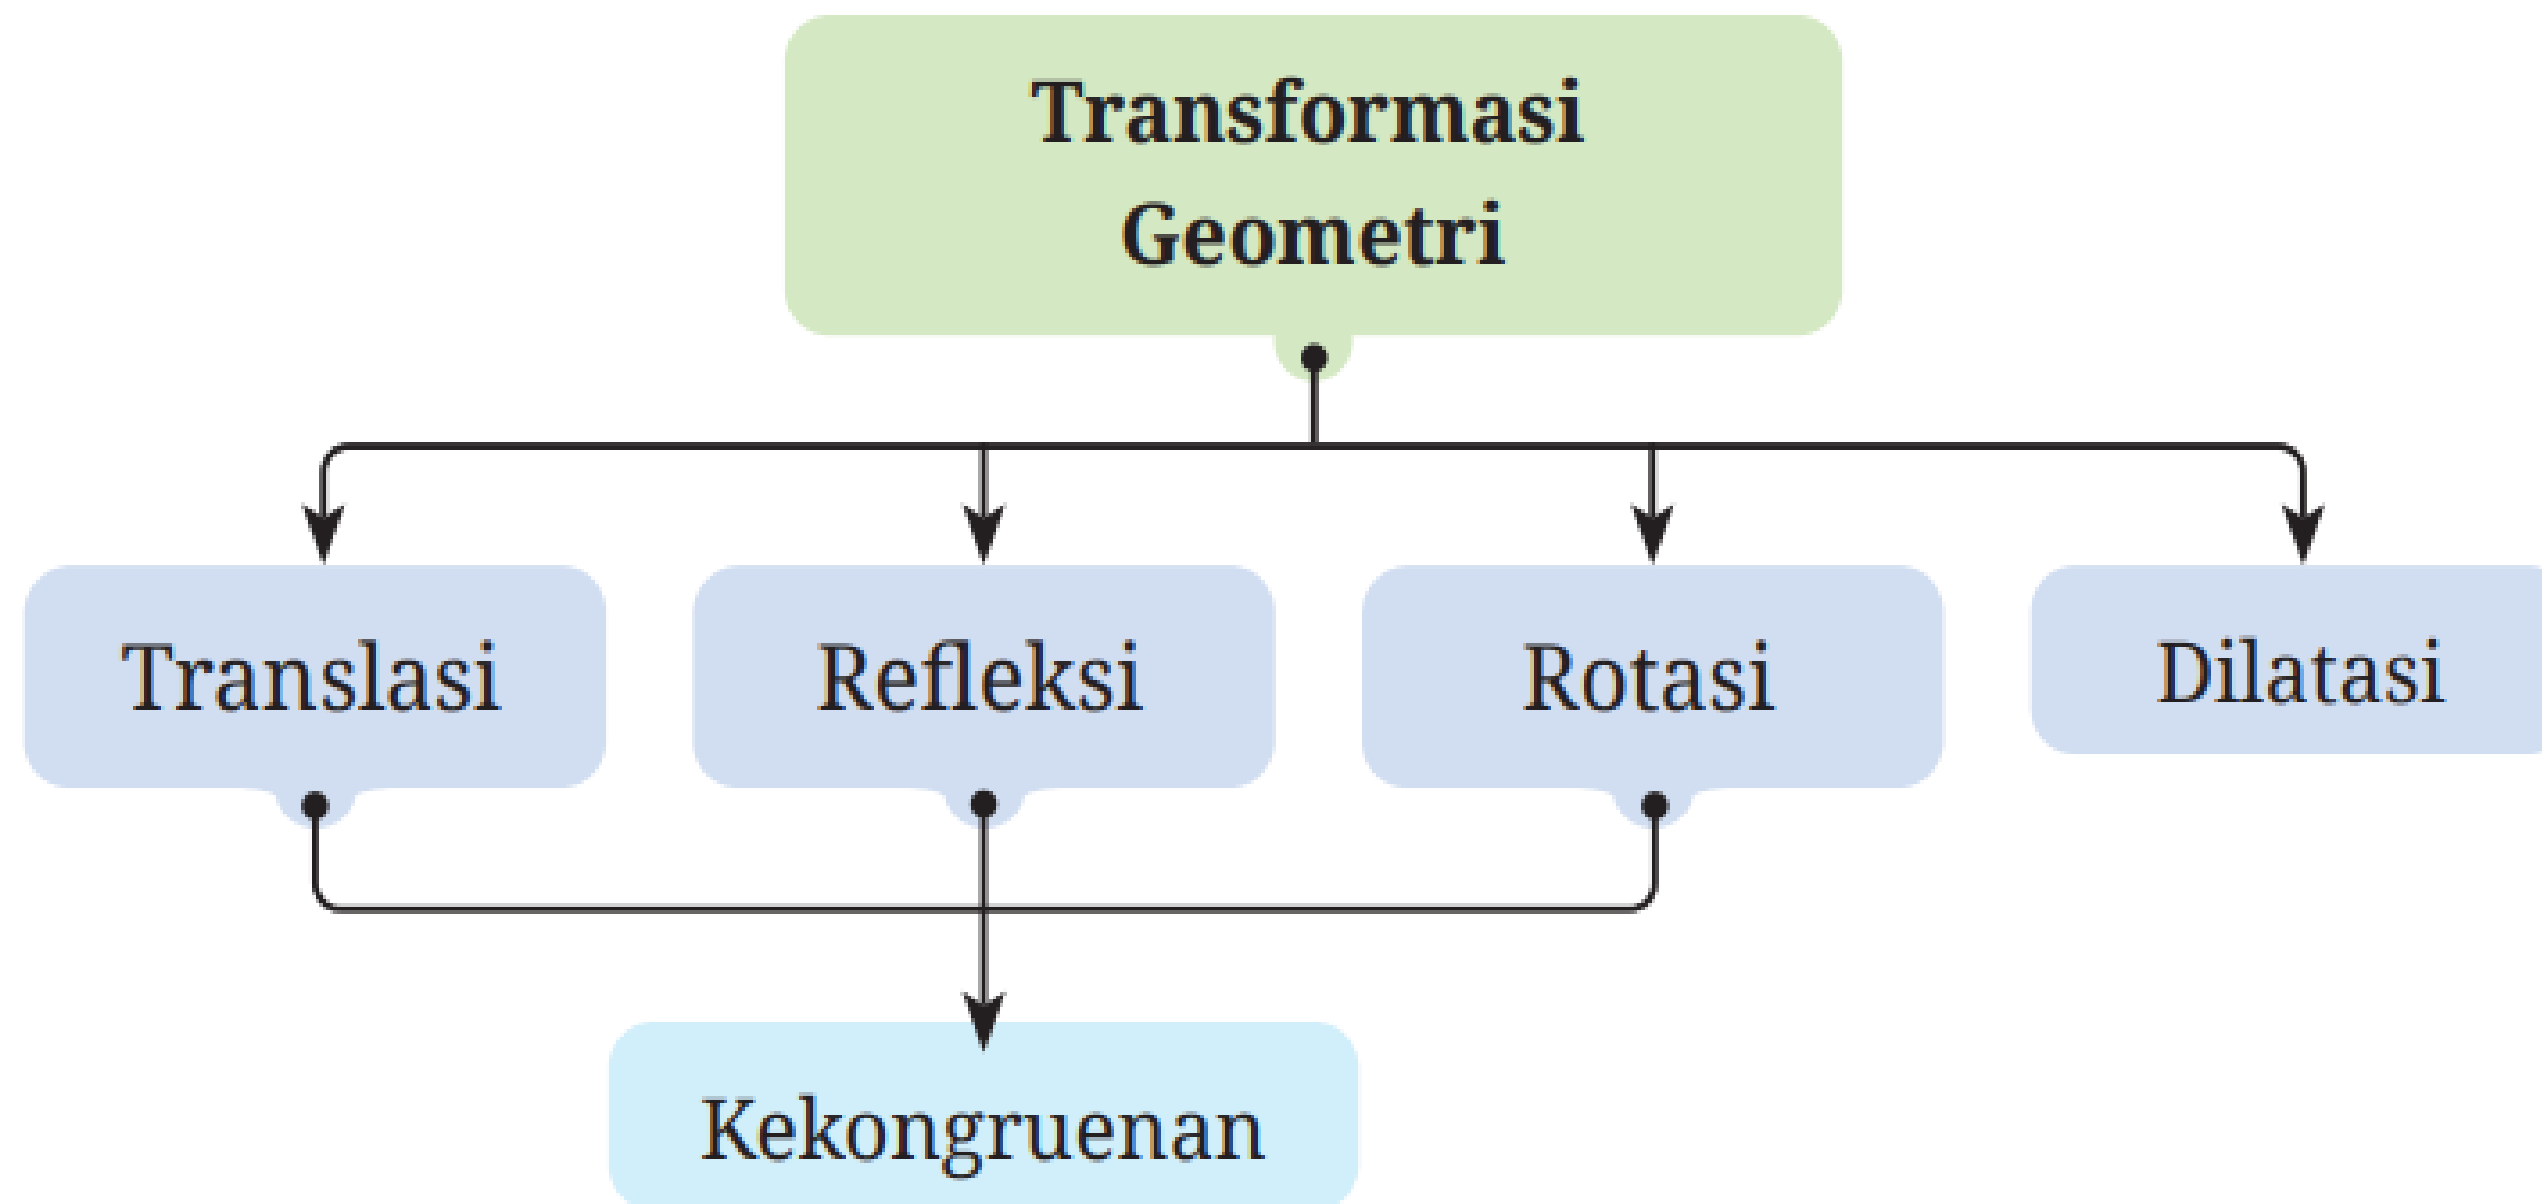 Transformasi
Geometri
Translasi
Refleksi
Rotasi
Dilatasi
Kekongruenan